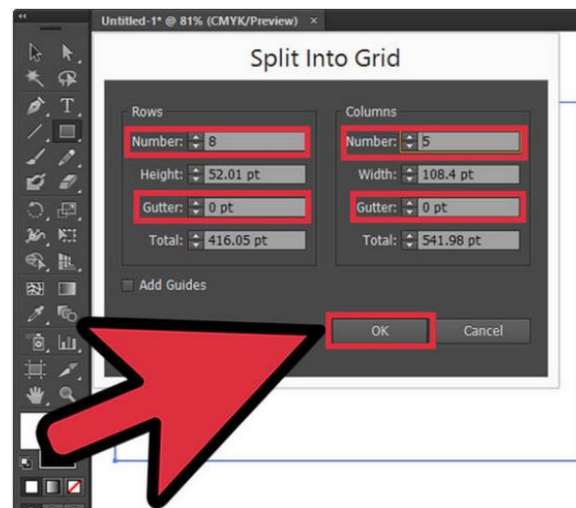 Untitled-1* @ 81% (CMYK/Preview) ×
Split Into Grid
Rows
Number: 8
Height: 52.01 pt
Gutter: 0 pt
Total: 416.05 pt
Columns
Number: 5
Width: 108.4 pt
Gutter: 0 pt
Total: 541.98 pt
Add Guides
OK
Cancel